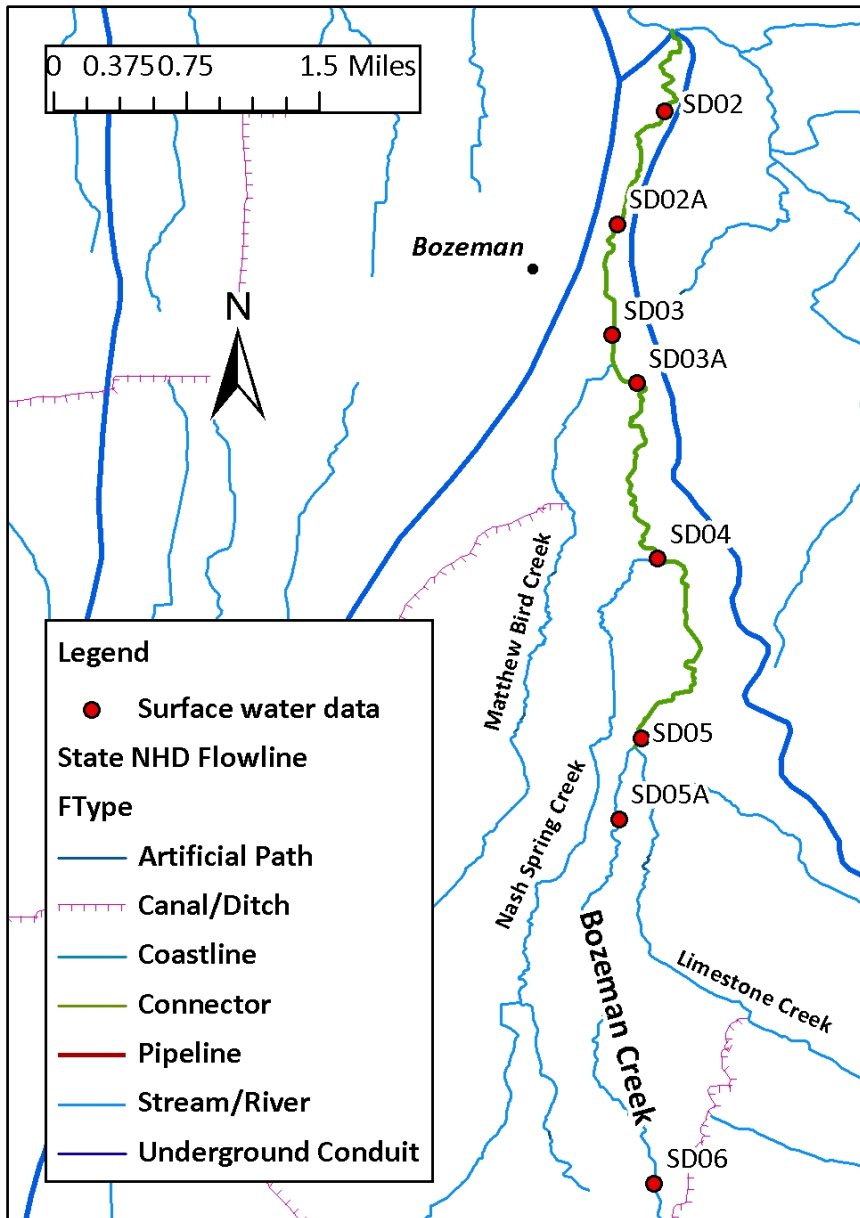 0 0.375 0.75 1.5 Miles
SD02
SD02A
Bozeman
N
SD03
SD03A
SD04
Matthew Bird Creek
SD05
SD05A
Nash Spring Creek
Bozeman Creek
Limestone Creek
SD06
Legend
Surface water data
State NHD Flowline
FType
Artificial Path
Canal/Ditch
Coastline
Connector
Pipeline
Stream/River
Underground Conduit